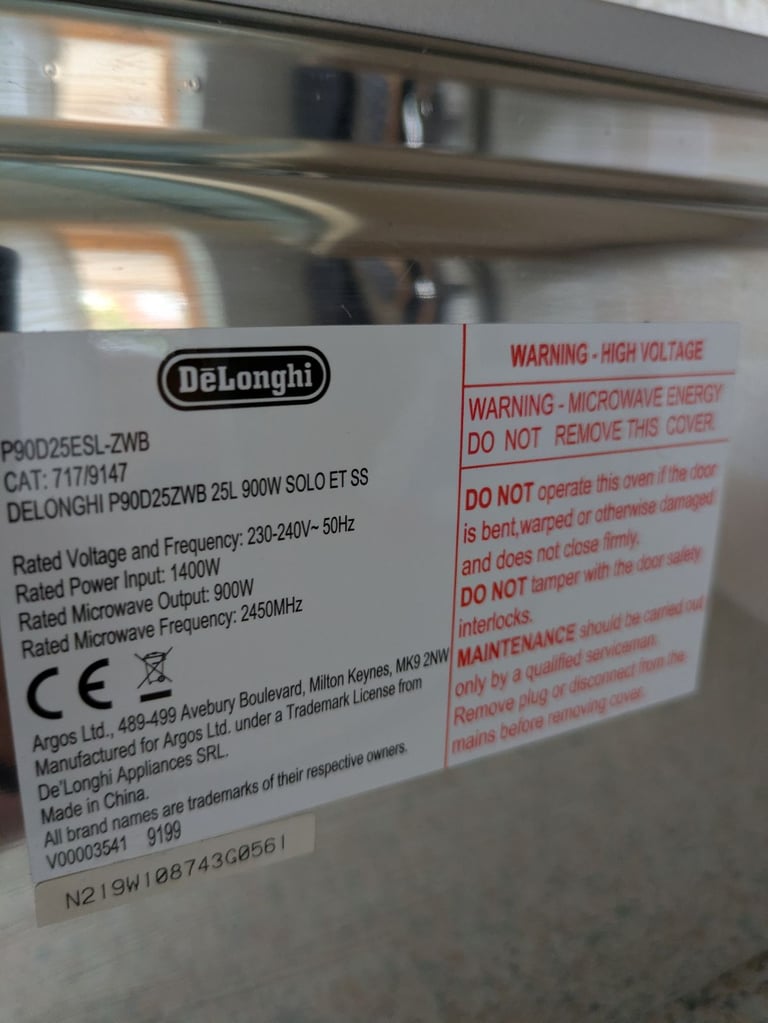 DēLonghi
P90D25ESL-ZWB
CAT: 717/9147
DELONGHI P90D25ZWB 25L 900W SOLO ET SS
Rated Voltage and Frequency: 230-240V~ 50Hz
Rated Power Input: 1400W
Rated Microwave Output: 900W
Rated Microwave Frequency: 2450MHz
CE
Argos Ltd., 489-499 Avebury Boulevard, Milton Keynes, MK9 2NW
Manufactured for Argos Ltd. under a Trademark License from
De'Longhi Appliances SRL.
Made in China.
All brand names are trademarks of their respective owners.
V00003541 9199
N219W108743G0561
WARNING - HIGH VOLTAGE
WARNING - MICROWAVE ENERGY
DO NOT REMOVE THIS COVER.
DO NOT operate this oven if the door
is bent,warped or otherwise damaged
and does not close firmly.
DO NOT tamper with the door safety
interlocks.
MAINTENANCE should be carried out
only by a qualified serviceman.
Remove plug or disconnect from the
mains before removing cover.